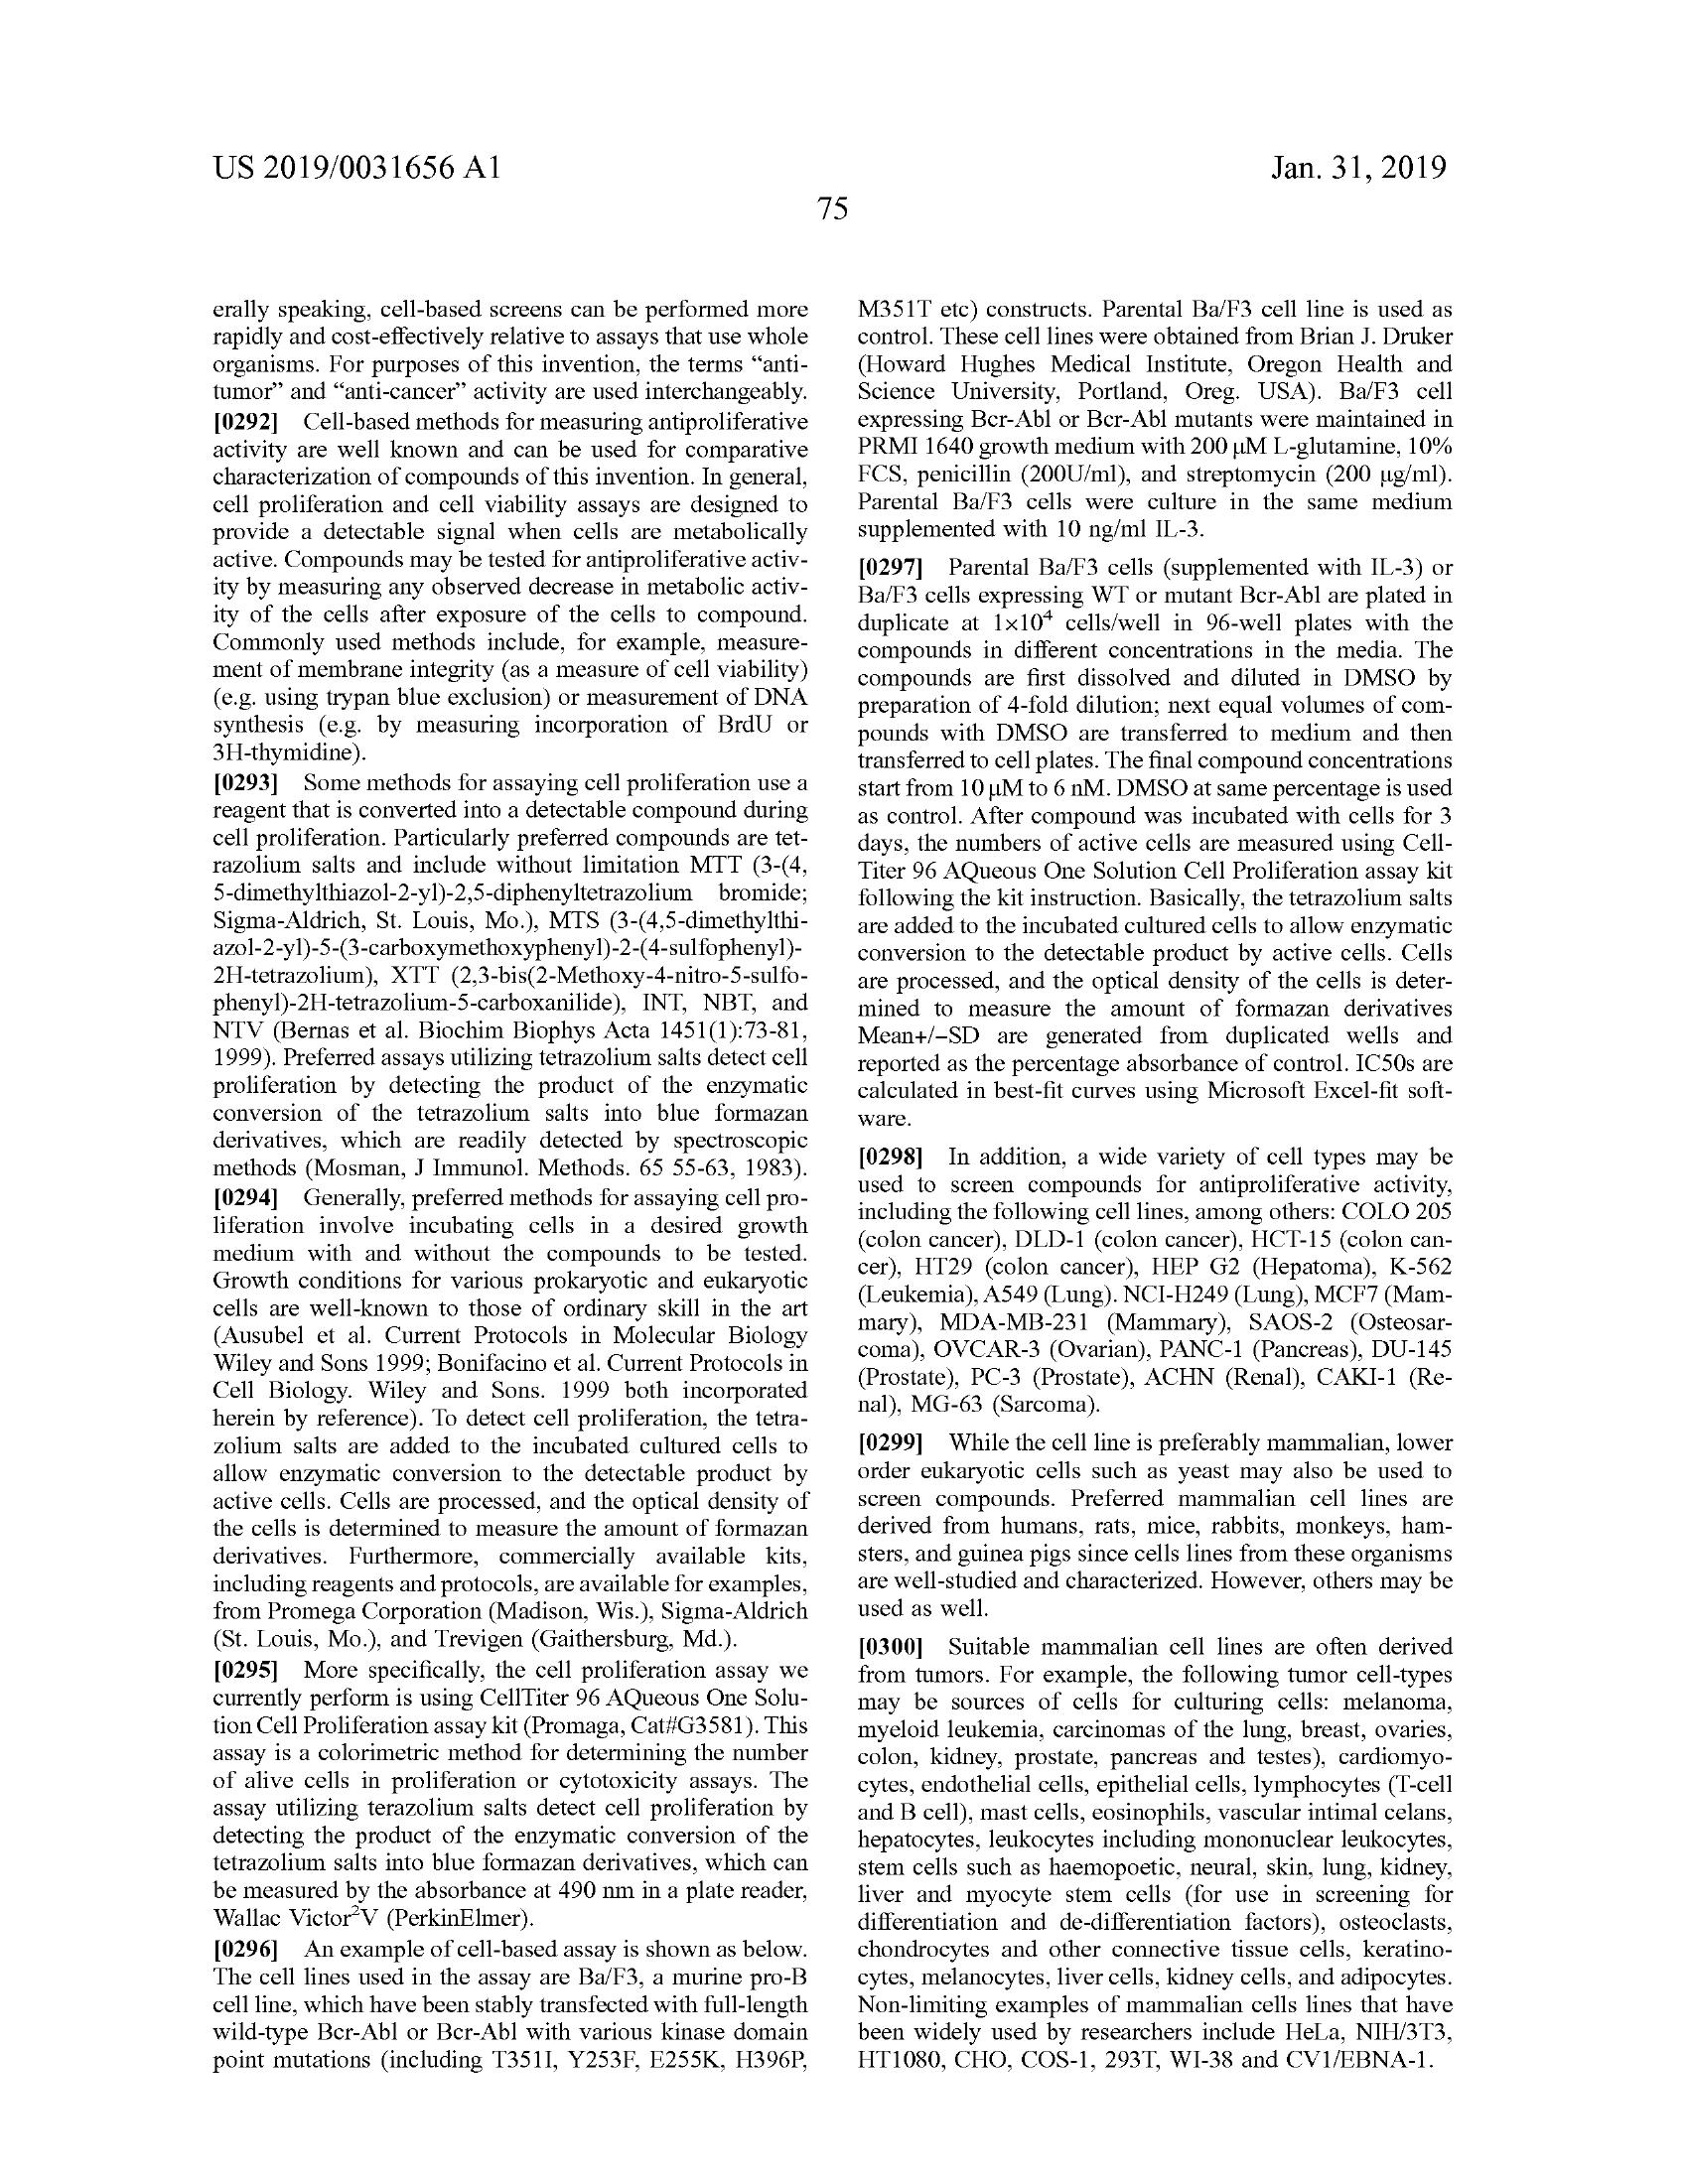 US 2019/0031656 A1
Jan. 31, 2019
75
erally speaking, cell-based screens can be performed more
rapidly and cost-effectively relative to assays that use whole
organisms. For purposes of this invention, the terms “anti-
tumor” and “anti-cancer” activity are used interchangeably.
[0292] Cell-based methods for measuring antiproliferative
activity are well known and can be used for comparative
characterization of compounds of this invention. In general,
cell proliferation and cell viability assays are designed to
provide a detectable signal when cells are metabolically
active. Compounds may be tested for antiproliferative activ-
ity by measuring any observed decrease in metabolic activ-
ity of the cells after exposure of the cells to compound.
Commonly used methods include, for example, measure-
ment of membrane integrity (as a measure of cell viability)
(e.g. using trypan blue exclusion) or measurement of DNA
synthesis (e.g. by measuring incorporation of BrdU or
3H-thymidine).
[0293] Some methods for assaying cell proliferation use a
reagent that is converted into a detectable compound during
cell proliferation. Particularly preferred compounds are tet-
razolium salts and include without limitation MTT (3-(4,
5-dimethylthiazol-2-yl)-2,5-diphenyltetrazolium bromide;
Sigma-Aldrich, St. Louis, Mo.), MTS (3-(4,5-dimethylthi-
azol-2-yl)-5-(3-carboxymethoxyphenyl)-2-(4-sulfophenyl)-
2H-tetrazolium), XTT (2,3-bis(2-Methoxy-4-nitro-5-sulfo-
phenyl)-2H-tetrazolium-5-carboxanilide), INT, NBT, and
NTV (Bernas et al. Biochim Biophys Acta 1451(1):73-81,
1999). Preferred assays utilizing tetrazolium salts detect cell
proliferation by detecting the product of the enzymatic
conversion of the tetrazolium salts into blue formazan
derivatives, which are readily detected by spectroscopic
methods (Mosman, J Immunol. Methods. 65 55-63, 1983).
[0294] Generally, preferred methods for assaying cell pro-
liferation involve incubating cells in a desired growth
medium with and without the compounds to be tested.
Growth conditions for various prokaryotic and eukaryotic
cells are well-known to those of ordinary skill in the art
(Ausubel et al. Current Protocols in Molecular Biology
Wiley and Sons 1999; Bonifacino et al. Current Protocols in
Cell Biology. Wiley and Sons. 1999 both incorporated
herein by reference). To detect cell proliferation, the tetra-
zolium salts are added to the incubated cultured cells to
allow enzymatic conversion to the detectable product by
active cells. Cells are processed, and the optical density of
the cells is determined to measure the amount of formazan
derivatives. Furthermore, commercially available kits,
including reagents and protocols, are available for examples,
from Promega Corporation (Madison, Wis.), Sigma-Aldrich
(St. Louis, Mo.), and Trevigen (Gaithersburg, Md.).
[0295] More specifically, the cell proliferation assay we
currently perform is using CellTiter 96 AQueous One Solu-
tion Cell Proliferation assay kit (Promaga, Cat#G3581). This
assay is a colorimetric method for determining the number
of alive cells in proliferation or cytotoxicity assays. The
assay utilizing terazolium salts detect cell proliferation by
detecting the product of the enzymatic conversion of the
tetrazolium salts into blue formazan derivatives, which can
be measured by the absorbance at 490 nm in a plate reader,
Wallac Victor²V (PerkinElmer).
[0296] An example of cell-based assay is shown as below.
The cell lines used in the assay are Ba/F3, a murine pro-B
cell line, which have been stably transfected with full-length
wild-type Bcr-Abl or Bcr-Abl with various kinase domain
point mutations (including T351I, Y253F, E255K, H396P,
M351T etc) constructs. Parental Ba/F3 cell line is used as
control. These cell lines were obtained from Brian J. Druker
(Howard Hughes Medical Institute, Oregon Health and
Science University, Portland, Oreg. USA). Ba/F3 cell
expressing Bcr-Abl or Bcr-Abl mutants were maintained in
PRMI 1640 growth medium with 200 μM L-glutamine, 10%
FCS, penicillin (200U/ml), and streptomycin (200 μg/ml).
Parental Ba/F3 cells were culture in the same medium
supplemented with 10 ng/ml IL-3.
[0297] Parental Ba/F3 cells (supplemented with IL-3) or
Ba/F3 cells expressing WT or mutant Bcr-Abl are plated in
duplicate at 1×10⁴ cells/well in 96-well plates with the
compounds in different concentrations in the media. The
compounds are first dissolved and diluted in DMSO by
preparation of 4-fold dilution; next equal volumes of com-
pounds with DMSO are transferred to medium and then
transferred to cell plates. The final compound concentrations
start from 10 μM to 6 nM. DMSO at same percentage is used
as control. After compound was incubated with cells for 3
days, the numbers of active cells are measured using Cell-
Titer 96 AQueous One Solution Cell Proliferation assay kit
following the kit instruction. Basically, the tetrazolium salts
are added to the incubated cultured cells to allow enzymatic
conversion to the detectable product by active cells. Cells
are processed, and the optical density of the cells is deter-
mined to measure the amount of formazan derivatives
Mean+/−SD are generated from duplicated wells and
reported as the percentage absorbance of control. IC50s are
calculated in best-fit curves using Microsoft Excel-fit soft-
ware.
[0298] In addition, a wide variety of cell types may be
used to screen compounds for antiproliferative activity,
including the following cell lines, among others: COLO 205
(colon cancer), DLD-1 (colon cancer), HCT-15 (colon can-
cer), HT29 (colon cancer), HEP G2 (Hepatoma), K-562
(Leukemia), A549 (Lung). NCI-H249 (Lung), MCF7 (Mam-
mary), MDA-MB-231 (Mammary), SAOS-2 (Osteosar-
coma), OVCAR-3 (Ovarian), PANC-1 (Pancreas), DU-145
(Prostate), PC-3 (Prostate), ACHN (Renal), CAKI-1 (Re-
nal), MG-63 (Sarcoma).
[0299] While the cell line is preferably mammalian, lower
order eukaryotic cells such as yeast may also be used to
screen compounds. Preferred mammalian cell lines are
derived from humans, rats, mice, rabbits, monkeys, ham-
sters, and guinea pigs since cells lines from these organisms
are well-studied and characterized. However, others may be
used as well.
[0300] Suitable mammalian cell lines are often derived
from tumors. For example, the following tumor cell-types
may be sources of cells for culturing cells: melanoma,
myeloid leukemia, carcinomas of the lung, breast, ovaries,
colon, kidney, prostate, pancreas and testes), cardiomyo-
cytes, endothelial cells, epithelial cells, lymphocytes (T-cell
and B cell), mast cells, eosinophils, vascular intimal celans,
hepatocytes, leukocytes including mononuclear leukocytes,
stem cells such as haemopoetic, neural, skin, lung, kidney,
liver and myocyte stem cells (for use in screening for
differentiation and de-differentiation factors), osteoclasts,
chondrocytes and other connective tissue cells, keratino-
cytes, melanocytes, liver cells, kidney cells, and adipocytes.
Non-limiting examples of mammalian cells lines that have
been widely used by researchers include HeLa, NIH/3T3,
HT1080, CHO, COS-1, 293T, WI-38 and CV1/EBNA-1.